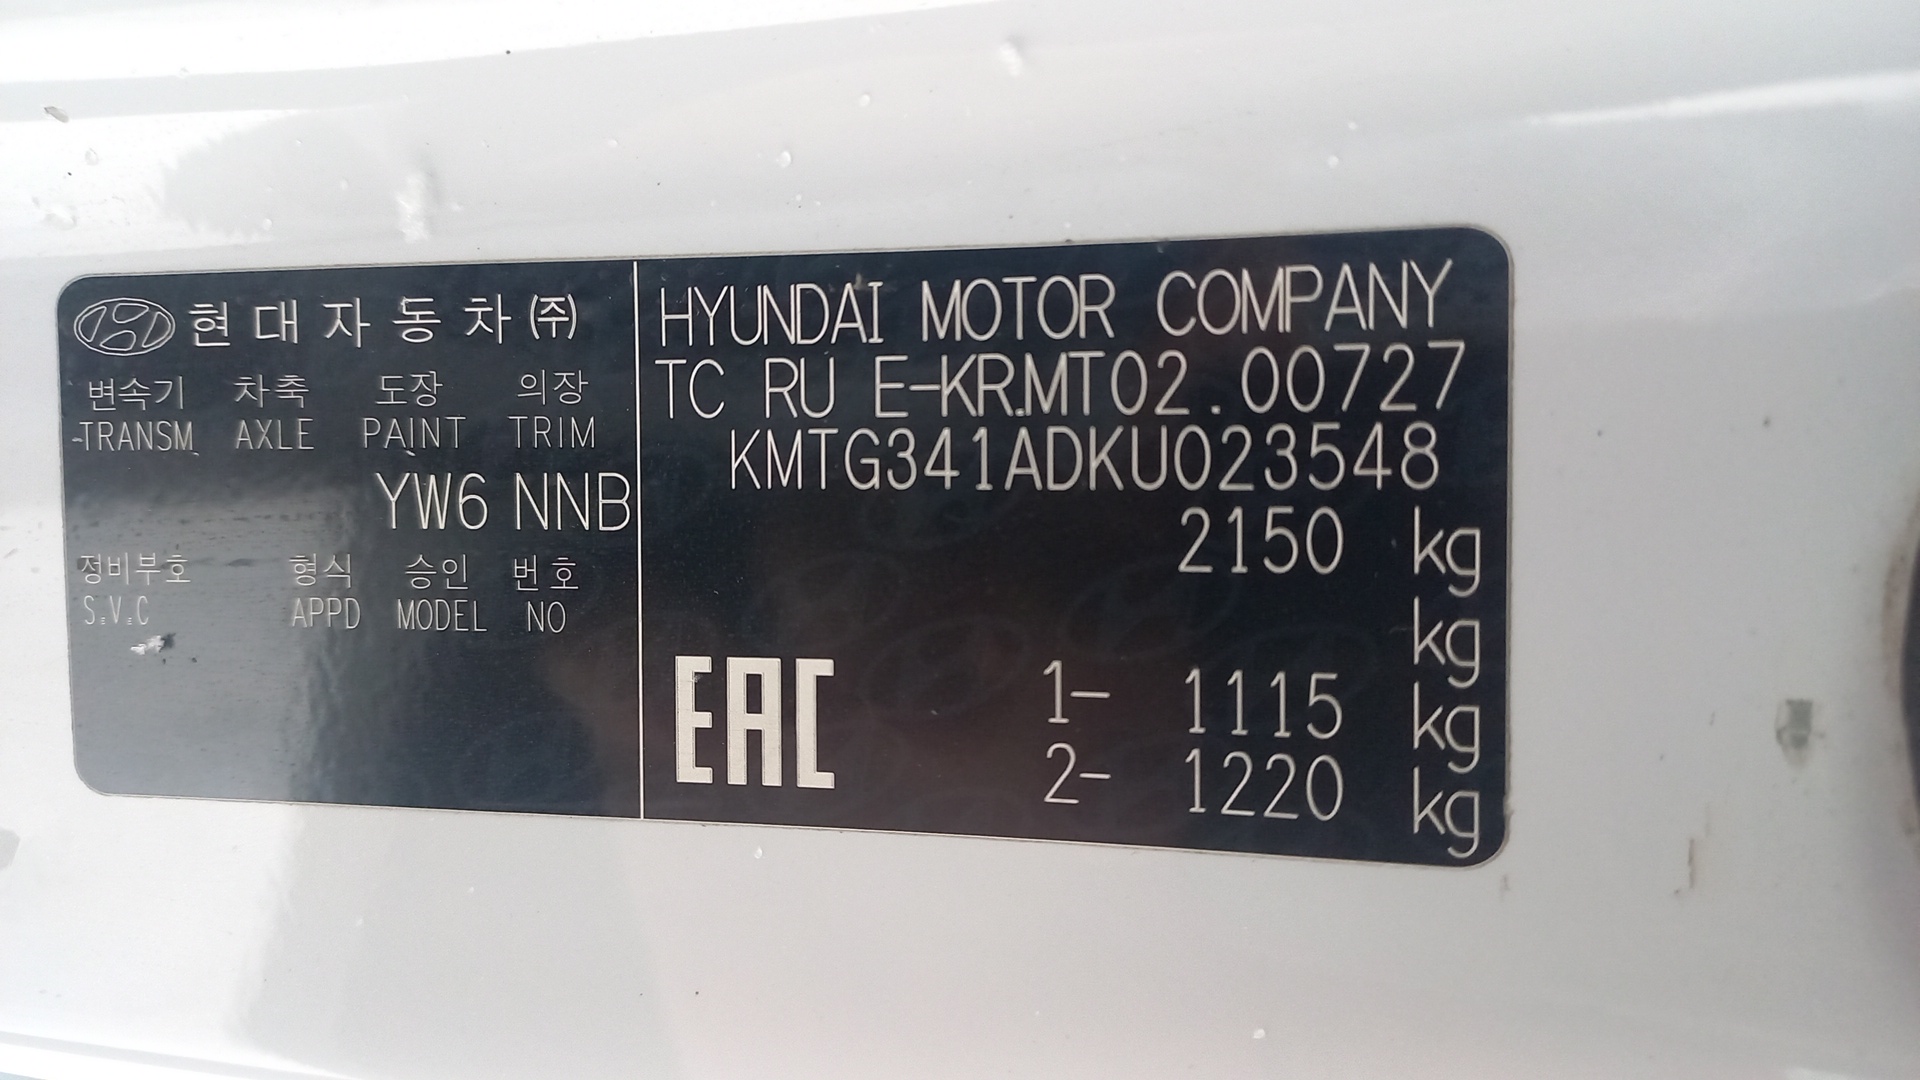 현대자동차㈜
변속기 차축 도장 의장
TRANSM. AXLE PAINT TRIM
YW6 NNB
정비부호 형식 승인 번호
S.V.C APPD MODEL NO
HYUNDAI MOTOR COMPANY
TC RU E-KR.MT02.00727
KMTG341ADKU023548
2150 kg
kg
1- 1115 kg
2- 1220 kg
EAC